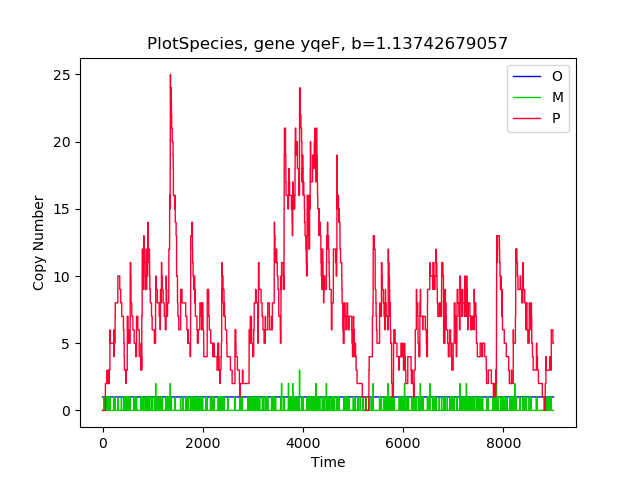 PlotSpecies, gene yqeF, b=1.13742679057
O
M
P
25
20
15
10
5
0
Copy Number
0 2000 4000 6000 8000
Time